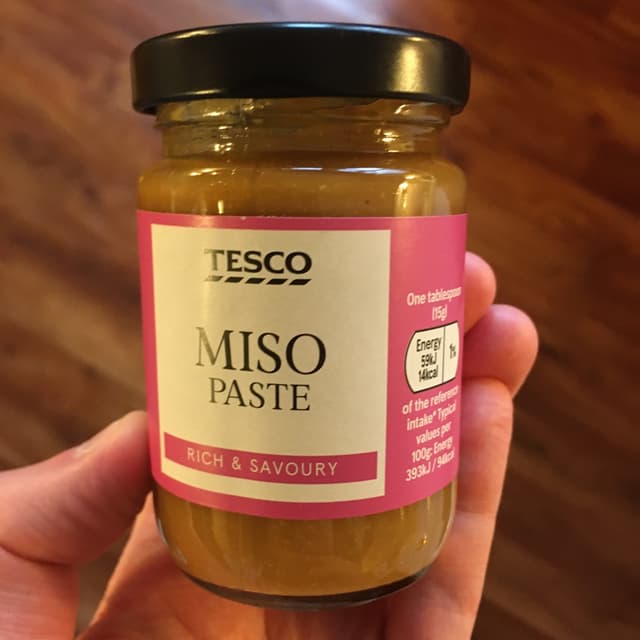 TESCO
MISO
PASTE
RICH & SAVOURY
One tablespoon
(15g)
Energy
59kJ
14kcal
1%
of the reference
intake* Typical
values per
100g: Energy
393kJ / 94kcal